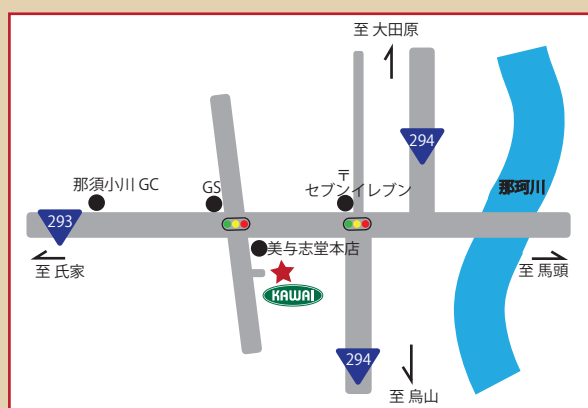 至 大田原
294
那須小川 GC
GS
〒
セブンイレブン
那珂川
293
美与志堂本店
至 氏家
至 馬頭
KAWAI
294
至 烏山